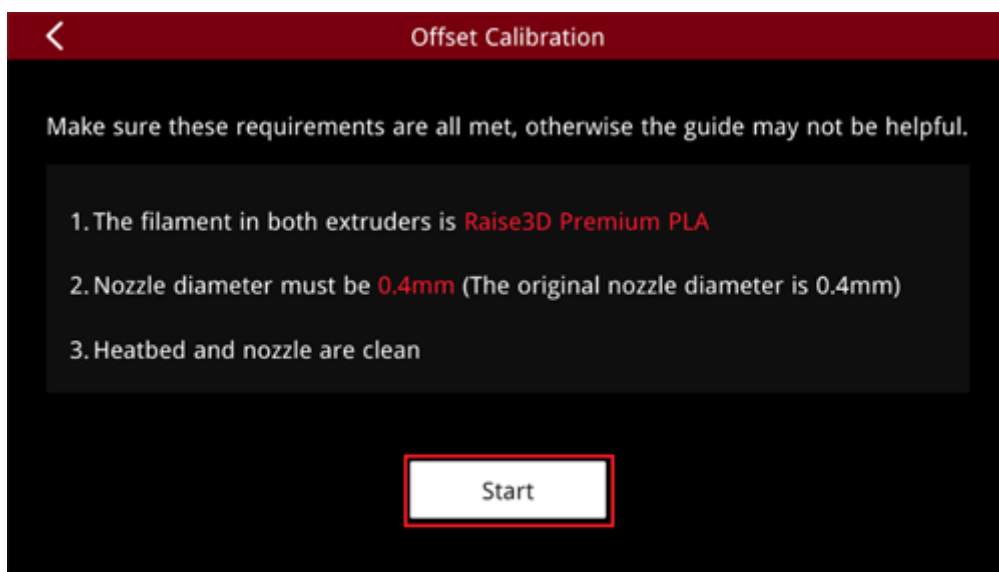 Offset Calibration
Make sure these requirements are all met, otherwise the guide may not be helpful.
1. The filament in both extruders is Raise3D Premium PLA
2. Nozzle diameter must be 0.4mm (The original nozzle diameter is 0.4mm)
3. Heatbed and nozzle are clean
Start